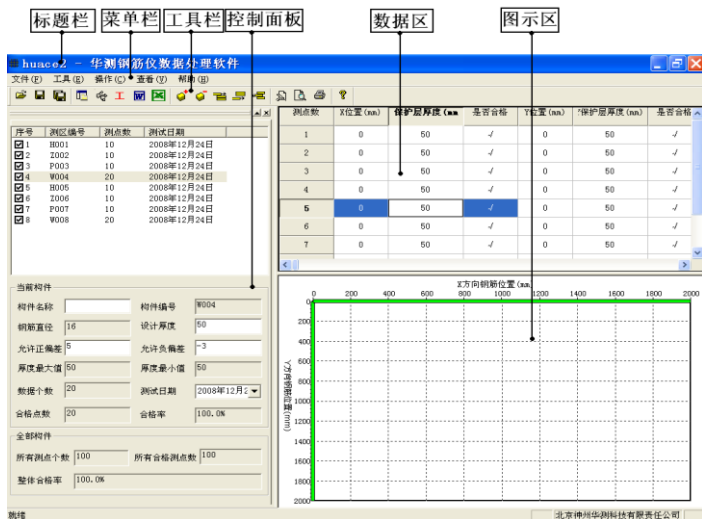 标题栏 菜单栏 工具栏 控制面板 数据区 图示区
huace2 - 华测钢筋仪数据处理软件
文件(F) 工具(E) 操作(C) 查看(V) 帮助(H)
序号 测区编号 测点数 测试日期
1 H001 10 2008年12月24日
2 Z002 10 2008年12月24日
3 P003 10 2008年12月24日
4 W004 20 2008年12月24日
5 H005 10 2008年12月24日
6 Z006 10 2008年12月24日
7 P007 10 2008年12月24日
8 W008 20 2008年12月24日
测点数 X位置(mm) 保护层厚度(mm 是否合格 Y位置(mm) 保护层厚度(mm) 是否合格
1 0 50 √ 0 50 √
2 0 50 √ 0 50 √
3 0 50 √ 0 50 √
4 0 50 √ 0 50 √
5 0 50 √ 0 50 √
6 0 50 √ 0 50 √
7 0 50 √ 0 50 √
当前构件
构件名称 构件编号 W004
钢筋直径 16 设计厚度 50
允许正偏差 5 允许负偏差 -3
厚度最大值 50 厚度最小值 50
数据个数 20 测试日期 2008年12月2
合格点数 20 合格率 100.0%
全部构件
所有测点个数 100 所有合格测点数 100
整体合格率 100.0%
X方向钢筋位置(mm)
0 200 400 600 800 1000 1200 1400 1600 1800 2000
Y方向钢筋位置(mm)
0
200
400
600
800
1000
1200
1400
1600
1800
2000
就绪 北京神州华测科技有限责任公司